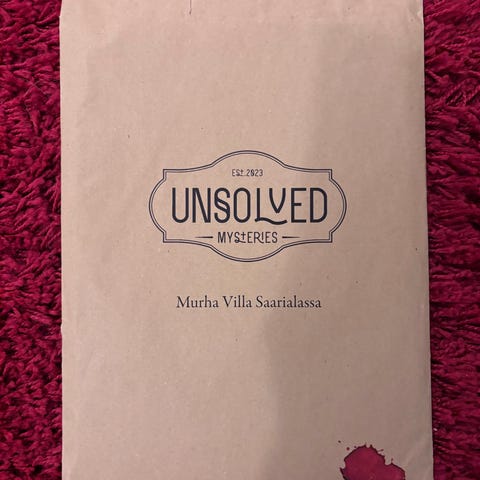 EST.2023
UNSOLVED
MYSTERIES
Murha Villa Saarialassa